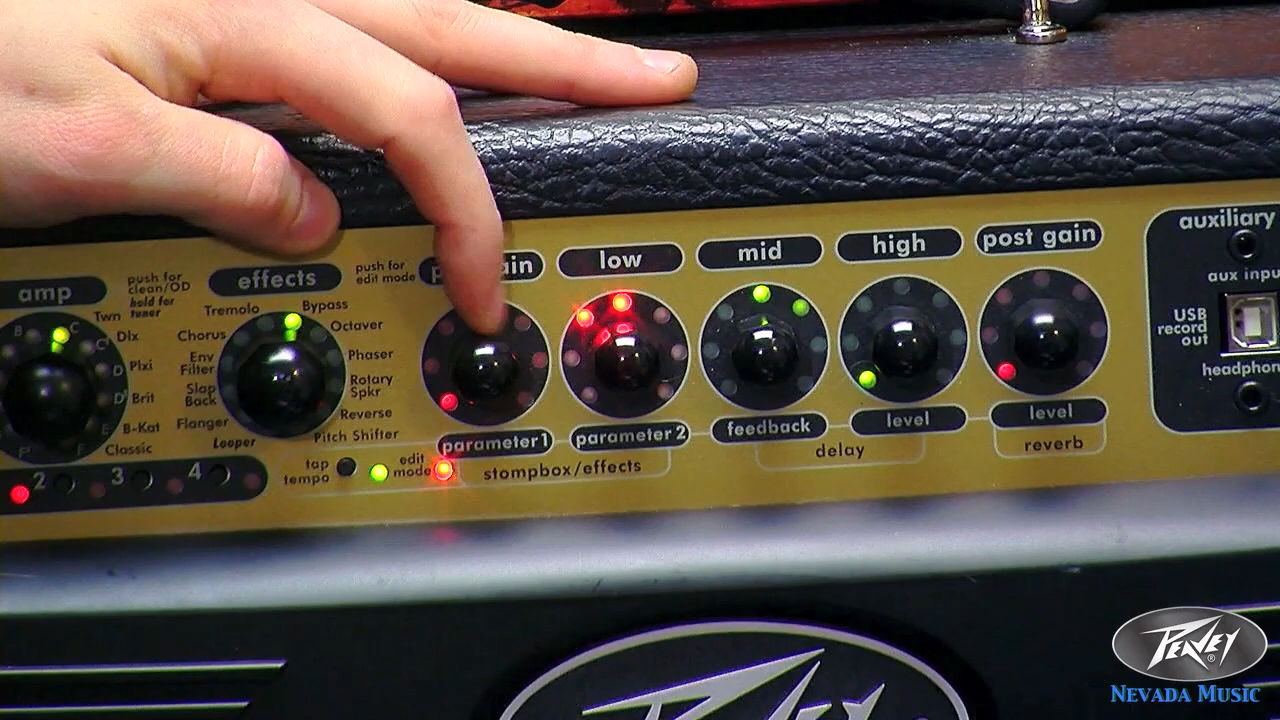 amp
push for
clean/OD
hold for
tuner
effects
push for
edit mode
low
mid
high
post gain
auxiliary
aux input
USB
record
out
headphon
B
C
C
D
D
E
F
Twn
Dlx
Plxi
Brit
B-Kat
Classic
Tremolo
Bypass
Chorus
Octaver
Env
Filter
Phaser
Slap
Back
Rotary
Spkr
Flanger
Reverse
Looper
Pitch Shifter
2
3
4
tap
tempo
edit
mode
parameter1
parameter2
stompbox/effects
feedback
level
delay
level
reverb
PEAVEY
PEAVEY®
NEVADA MUSIC